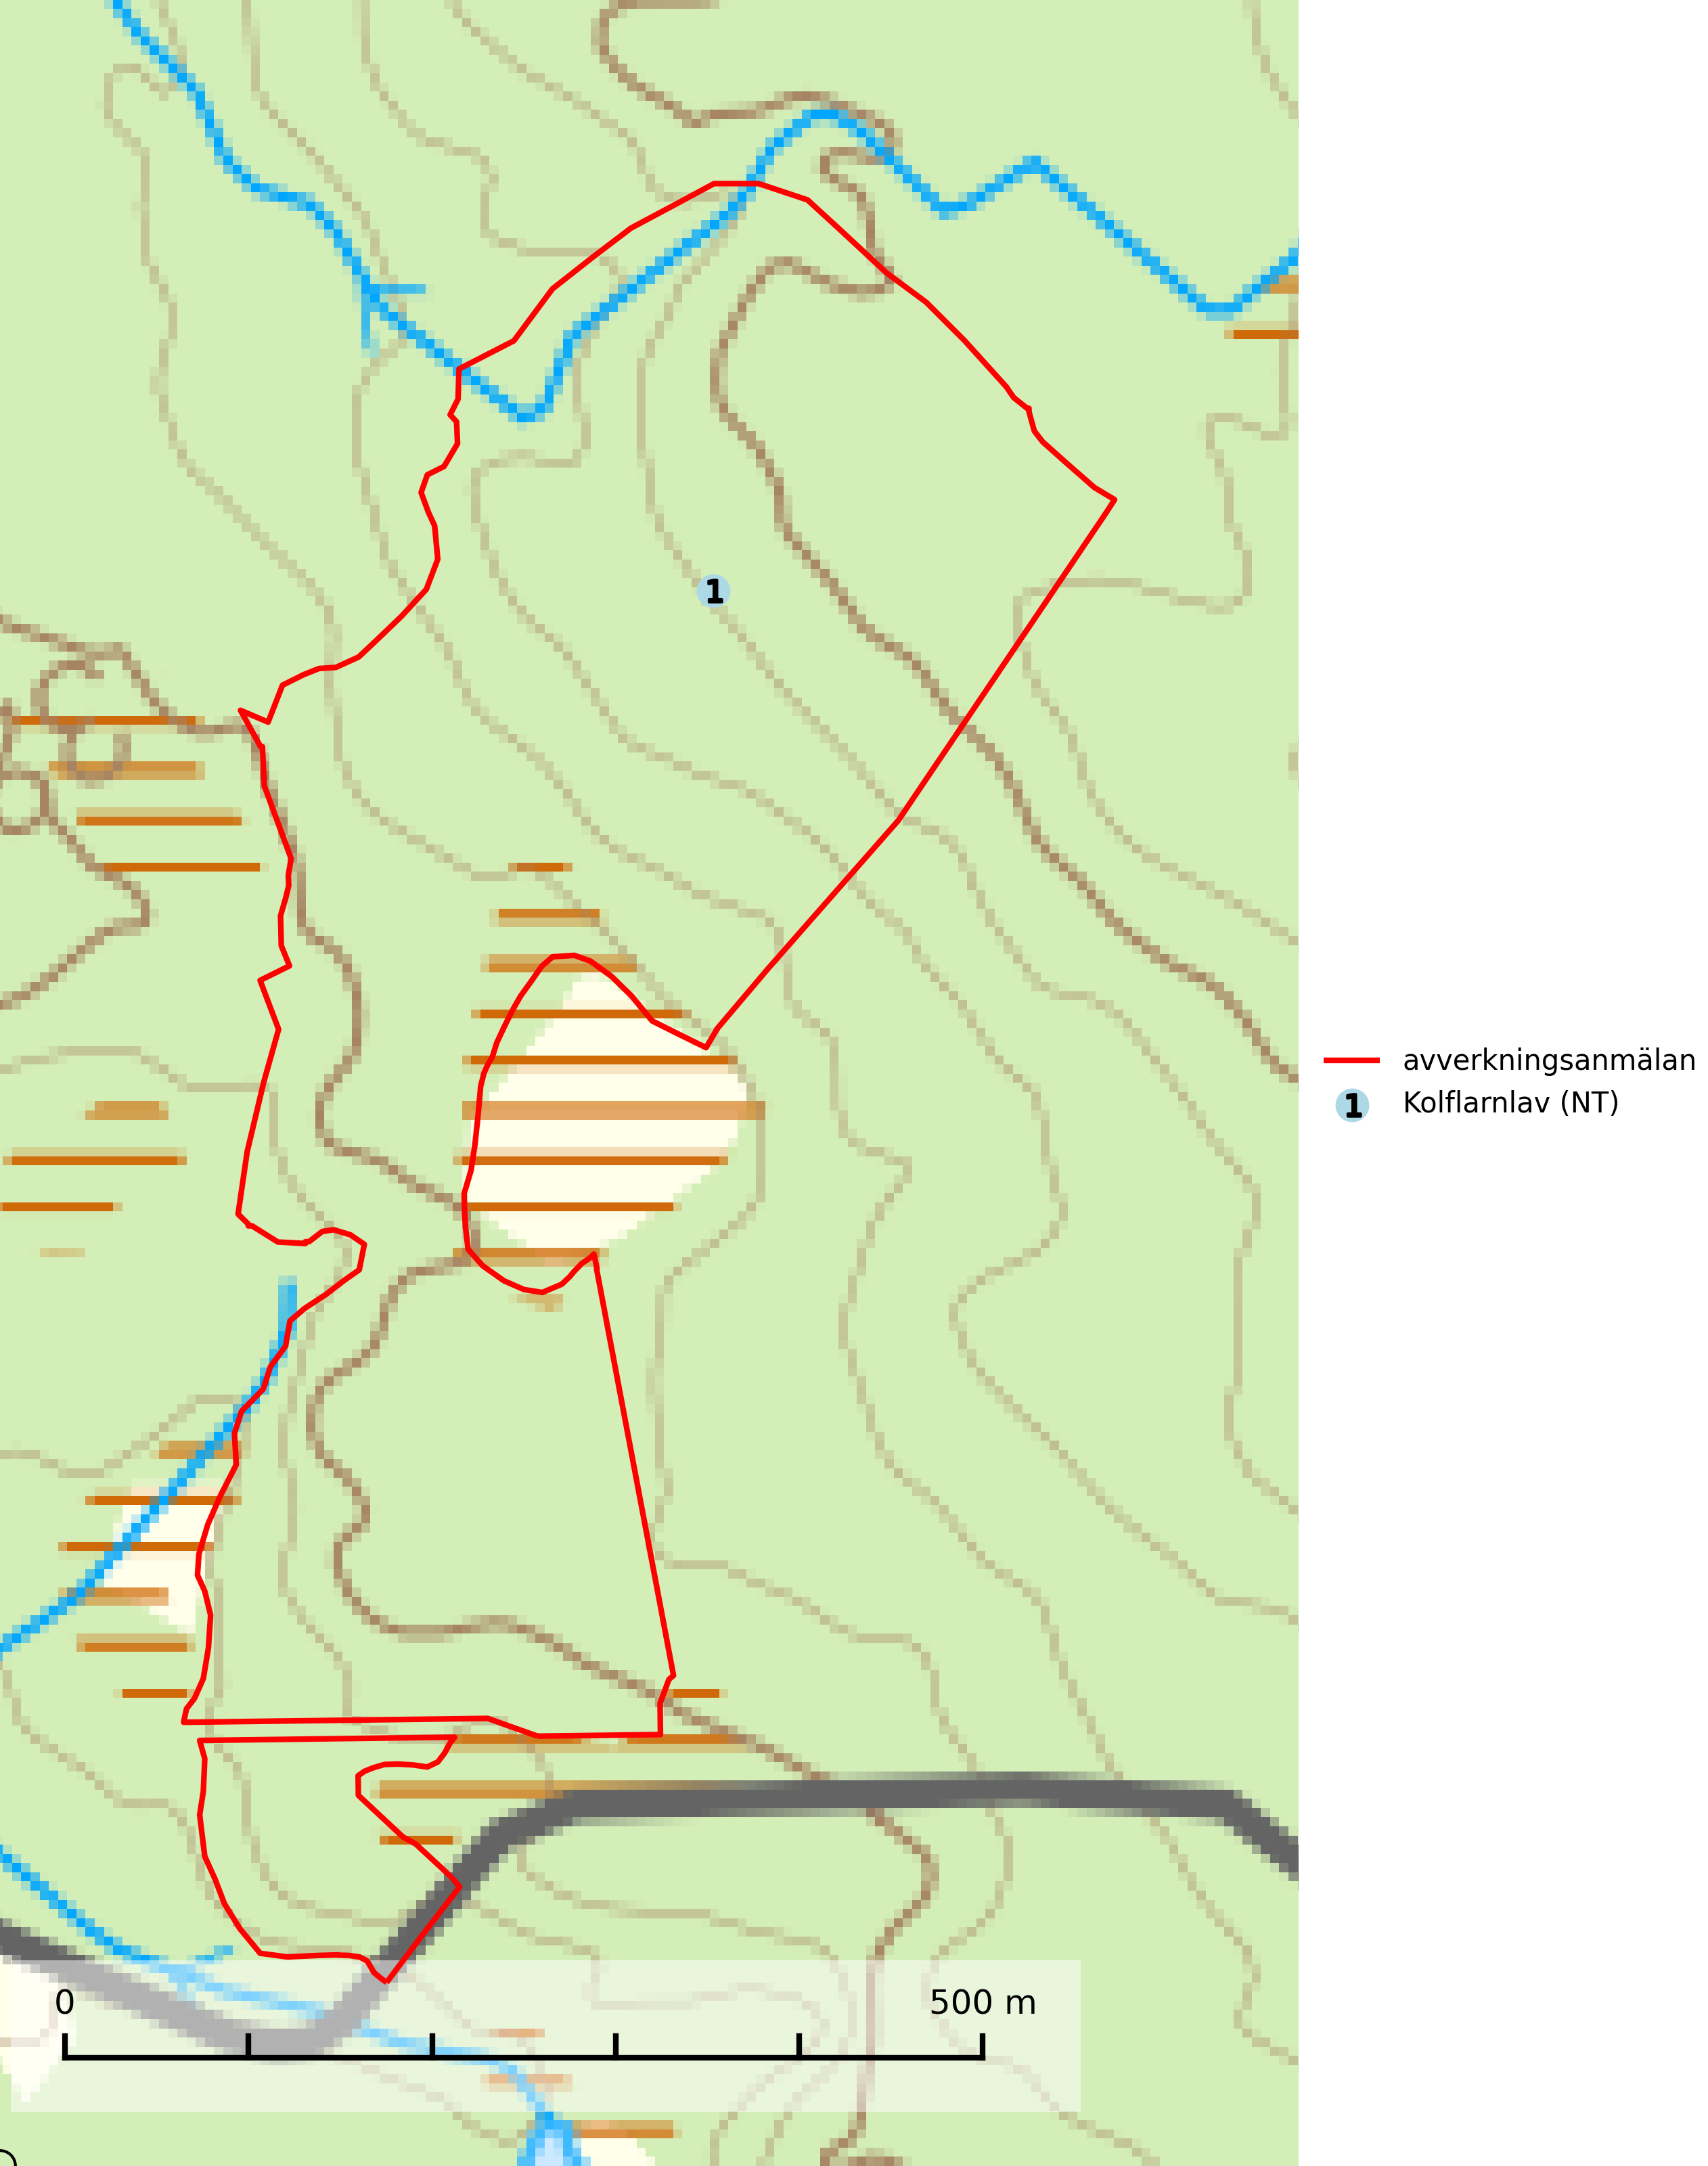 1
avverkningsanmälan
1 Kolflarnlav (NT)
0 500 m